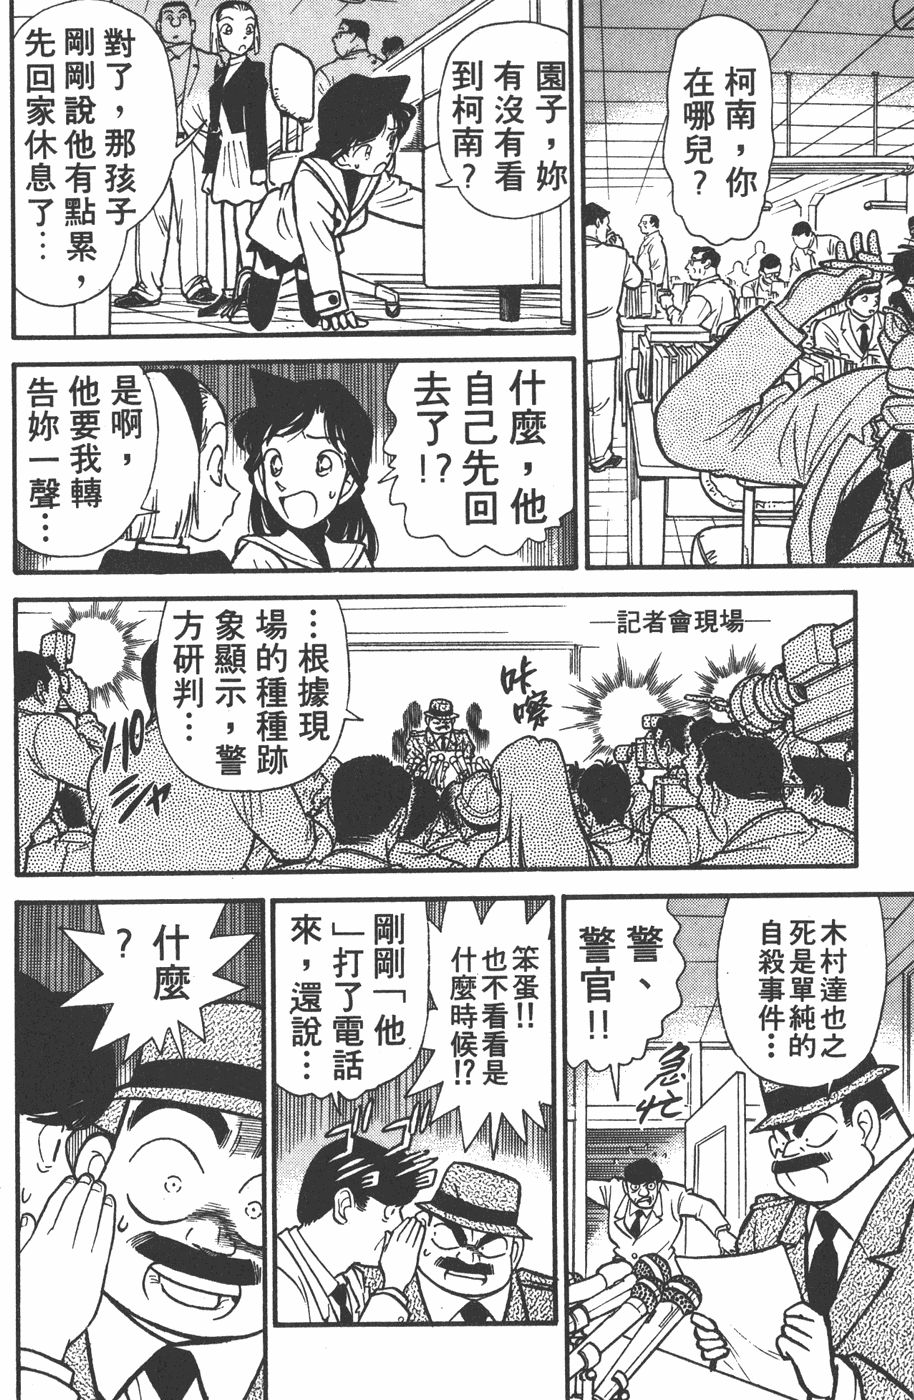 柯南，你
在哪兒？
園子，妳
有沒有看
到柯南？
對了，那孩子
剛剛說他有點累，
先回家休息了…
什麼，他
自己先回
去了!?
是啊，
他要我轉
告妳一聲…
—記者會現場—
咔嚓
…根據現
場的種種跡
象顯示，警
方研判…
パシャ
木村達也之
死是單純的
自殺事件…
警、
警官!!
急忙
笨蛋!!
也不看看是
什麼時候!?
剛剛「他
」打了電話
來，還說…
什麼
？